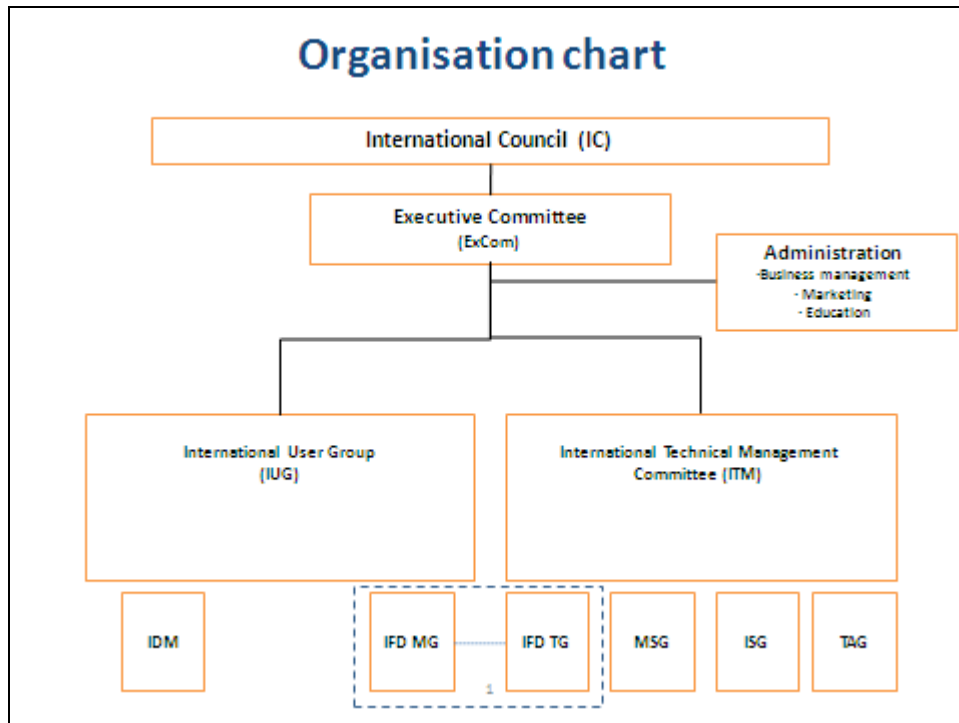 Organisation chart
International Council (IC)
Executive Committee
(ExCom)
Administration
-Business management
- Marketing
- Education
International User Group
(IUG)
International Technical Management
Committee (ITM)
IDM
IFD MG
IFD TG
MSG
ISG
TAG
1